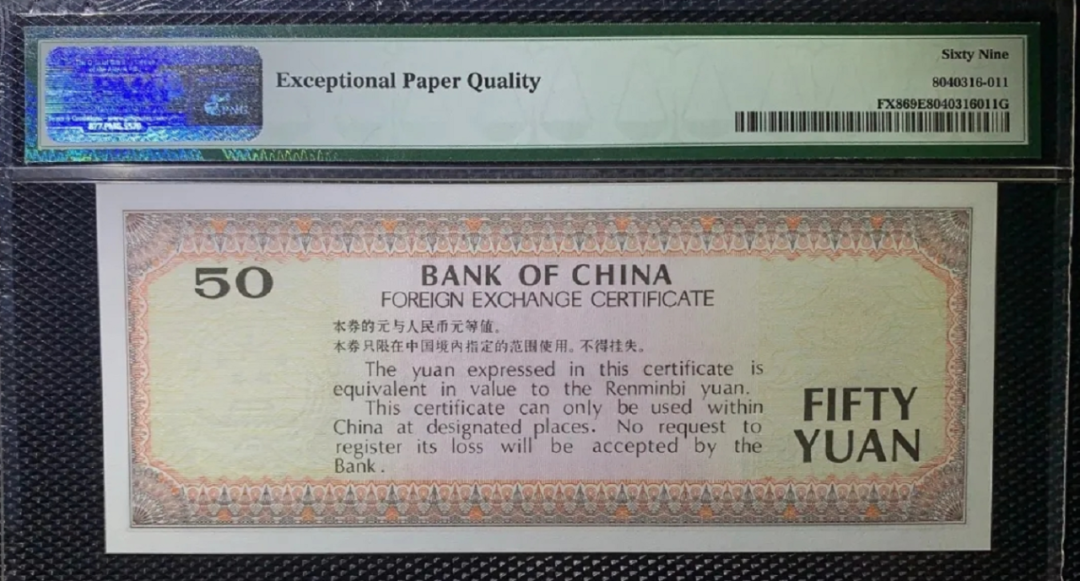 Exceptional Paper Quality
Sixty Nine
8040316-011
FX869E8040316011G
PMG
877.PMG.5570
50
BANK OF CHINA
FOREIGN EXCHANGE CERTIFICATE
本券的元与人民币元等值。
本券只限在中国境内指定的范围使用。不得挂失。
The yuan expressed in this certificate is
equivalent in value to the Renminbi yuan.
This certificate can only be used within
China at designated places. No request to
register its loss will be accepted by the
Bank.
FIFTY
YUAN